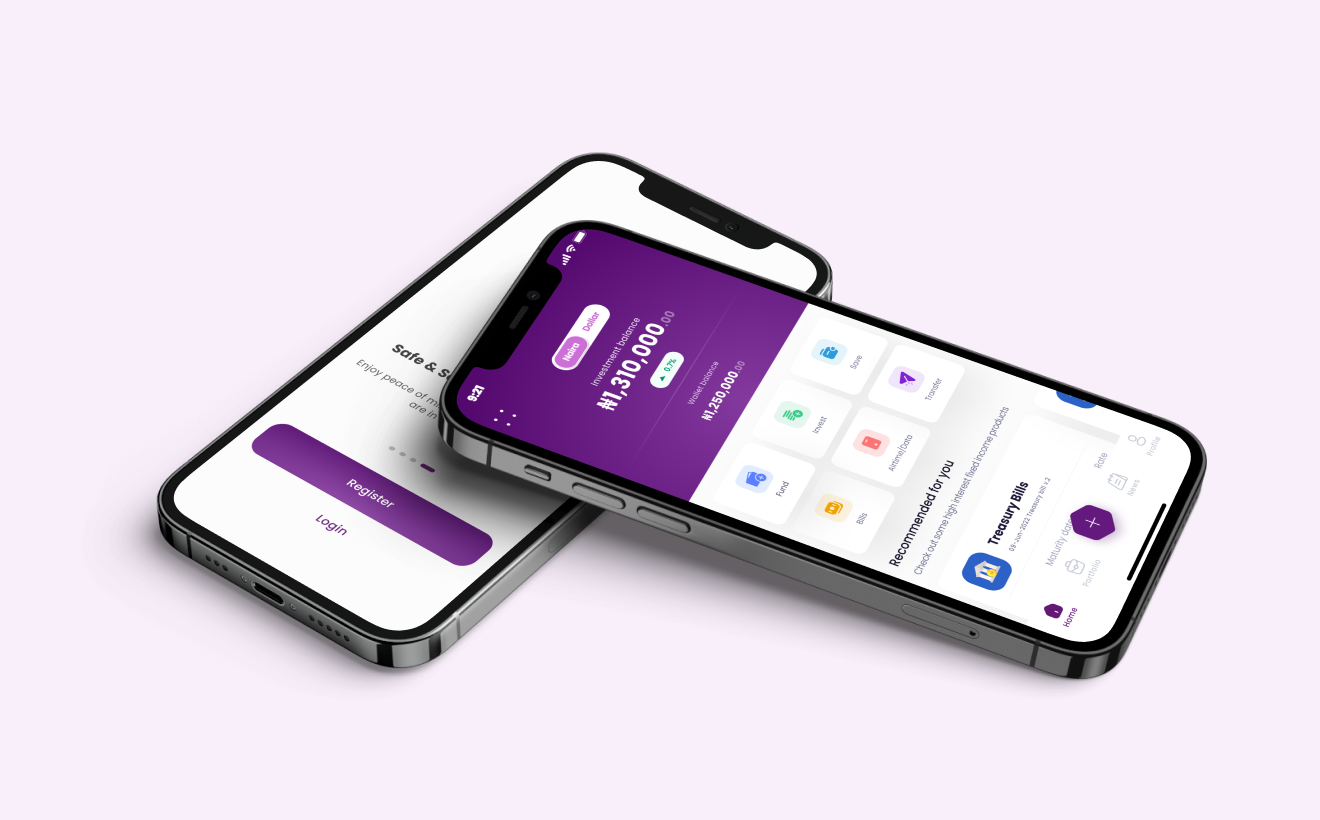 Safe & S
Enjoy peace of m
are in
Register
Login
9:21
Naira Dollar
Investment balance
₦1,310,000.00
0.7%
Wallet balance
₦1,250,000.00
Fund
Invest
Save
Bills
Airtime/Data
Transfer
Recommended for you
Check out some high interest fixed income products
Treasury Bills
05-Jun-2022 Treasury bill x 2
Maturity date
Rate
Home
Portfolio
News
Profile